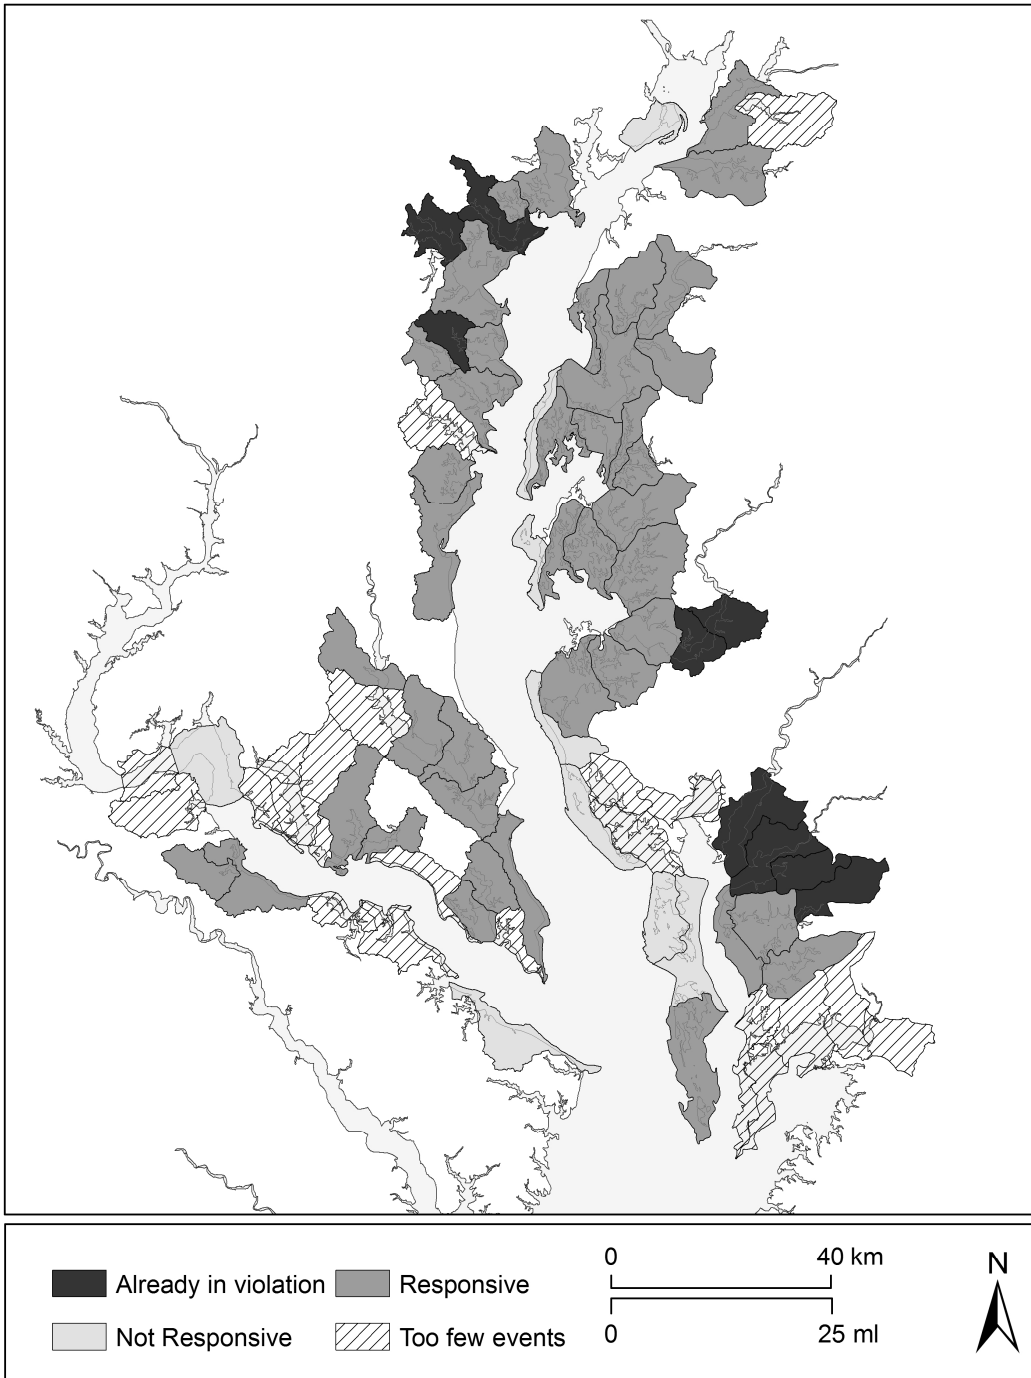 0 40 km
Already in violation Responsive
Not Responsive Too few events
0 25 ml
N